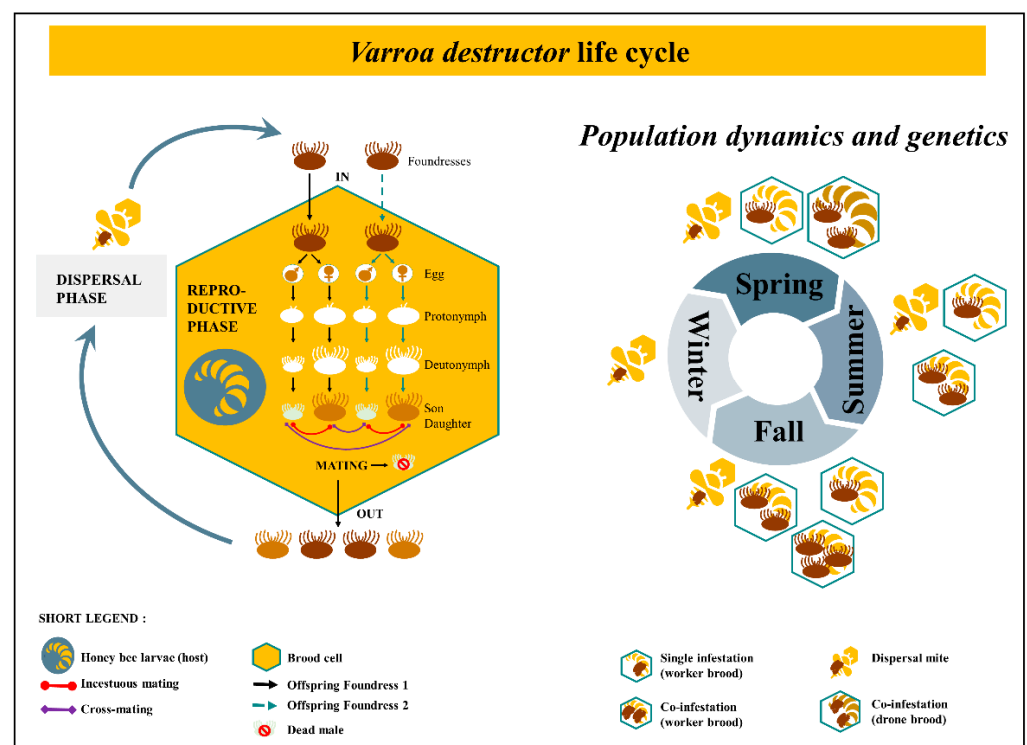 Varroa destructor life cycle
Population dynamics and genetics
Foundresses
IN
DISPERSAL
PHASE
REPRO-
DUCTIVE
PHASE
Egg
Protonymph
Deutonymph
Son
Daughter
MATING
OUT
Spring
Summer
Fall
Winter
SHORT LEGEND :
Honey bee larvae (host)
Incestuous mating
Cross-mating
Brood cell
Offspring Foundress 1
Offspring Foundress 2
Dead male
Single infestation
(worker brood)
Co-infestation
(worker brood)
Dispersal mite
Co-infestation
(drone brood)